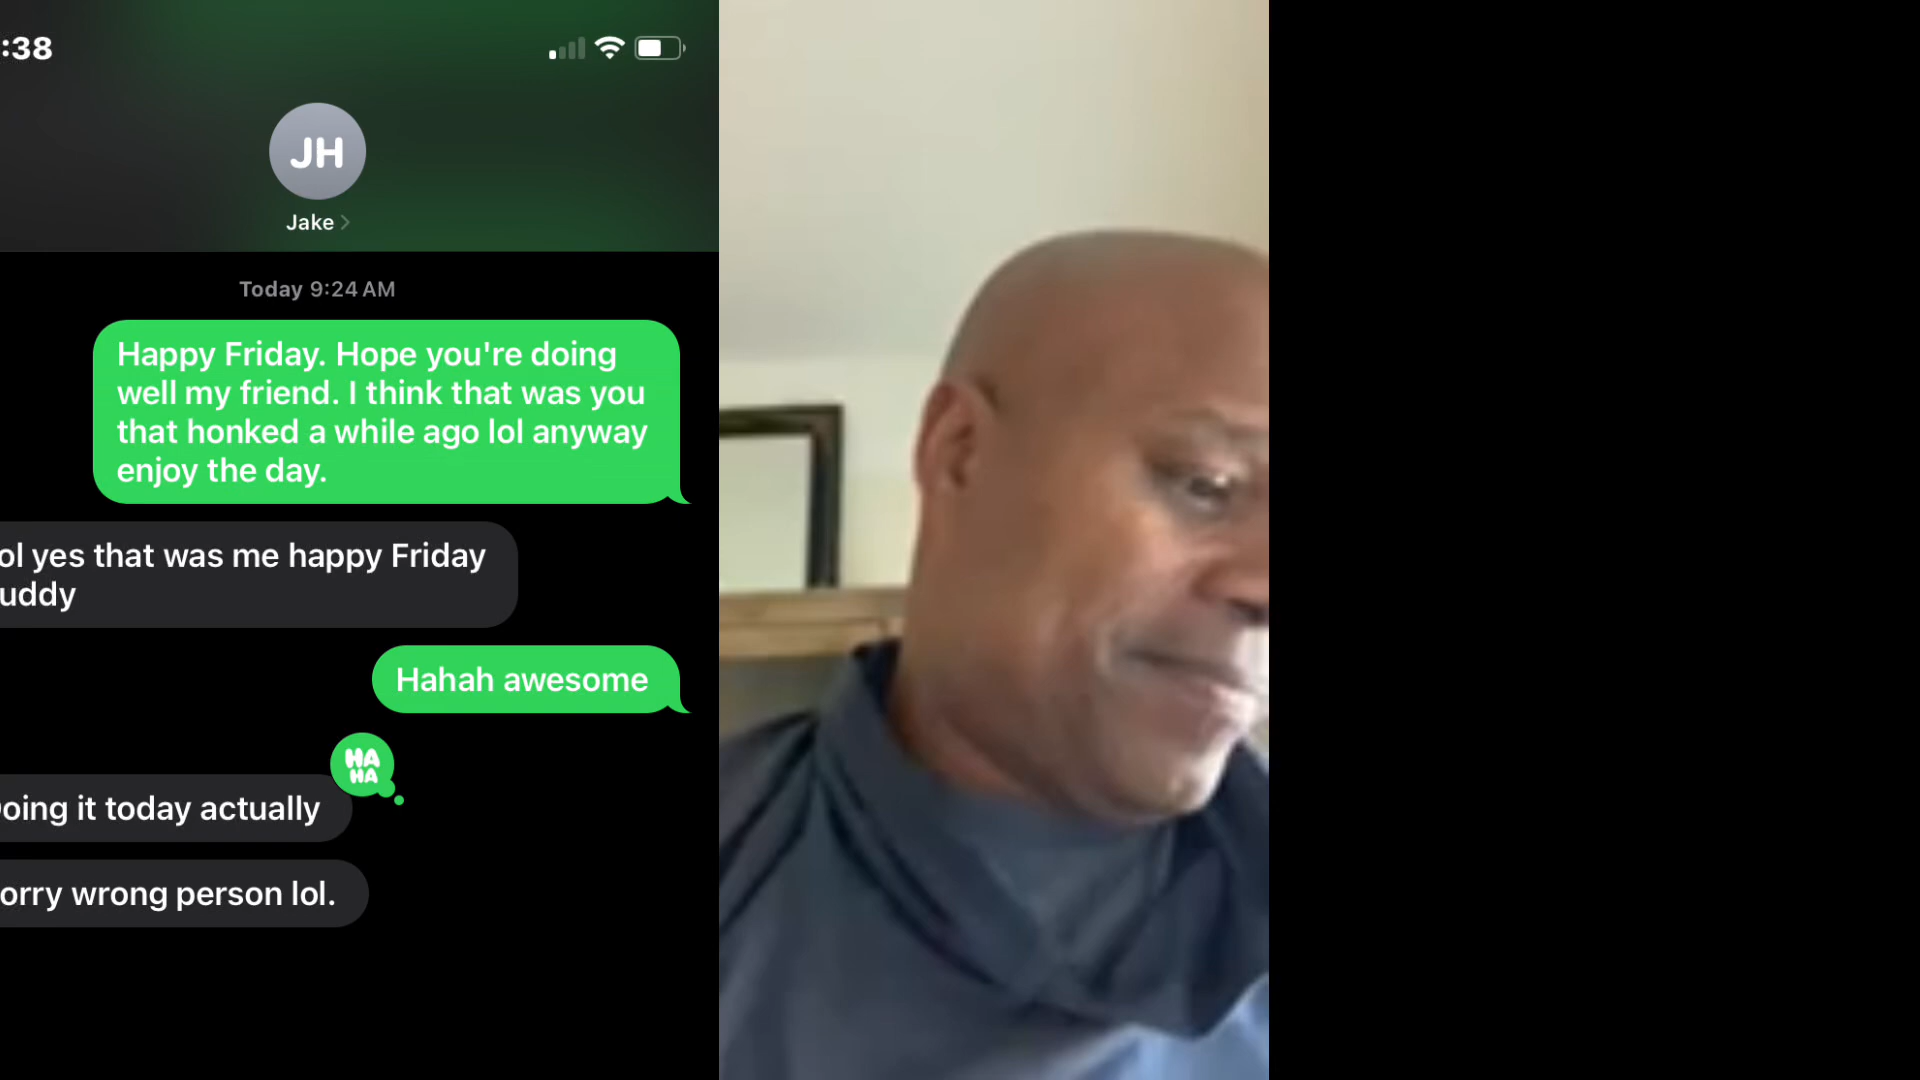 :38
JH
Jake
Today 9:24 AM
Happy Friday. Hope you're doing
well my friend. I think that was you
that honked a while ago lol anyway
enjoy the day.
ol yes that was me happy Friday
uddy
Hahah awesome
HA
HA
oing it today actually
orry wrong person lol.